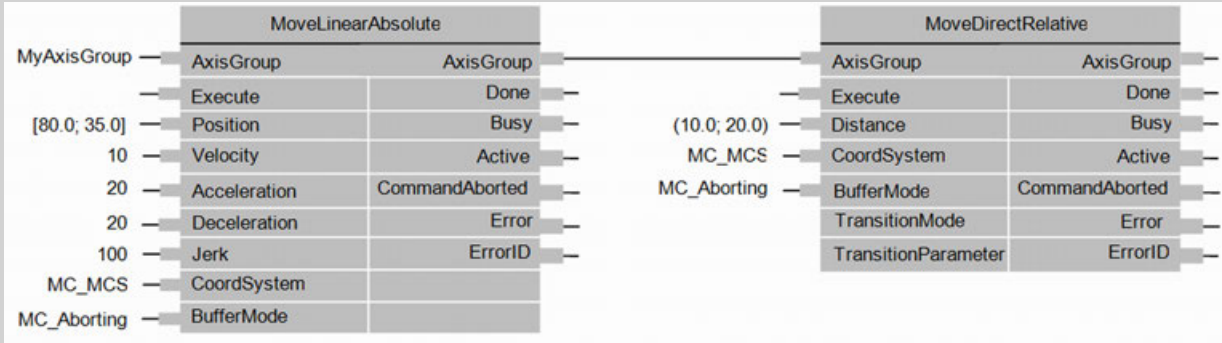 MoveLinearAbsolute
MoveDirectRelative
MyAxisGroup AxisGroup AxisGroup AxisGroup AxisGroup
Execute Done Execute Done
[80.0; 35.0] Position Busy (10.0; 20.0) Distance Busy
10 Velocity Active MC_MCS CoordSystem Active
20 Acceleration CommandAborted MC_Aborting BufferMode CommandAborted
20 Deceleration Error TransitionMode Error
100 Jerk ErrorID TransitionParameter ErrorID
MC_MCS CoordSystem
MC_Aborting BufferMode